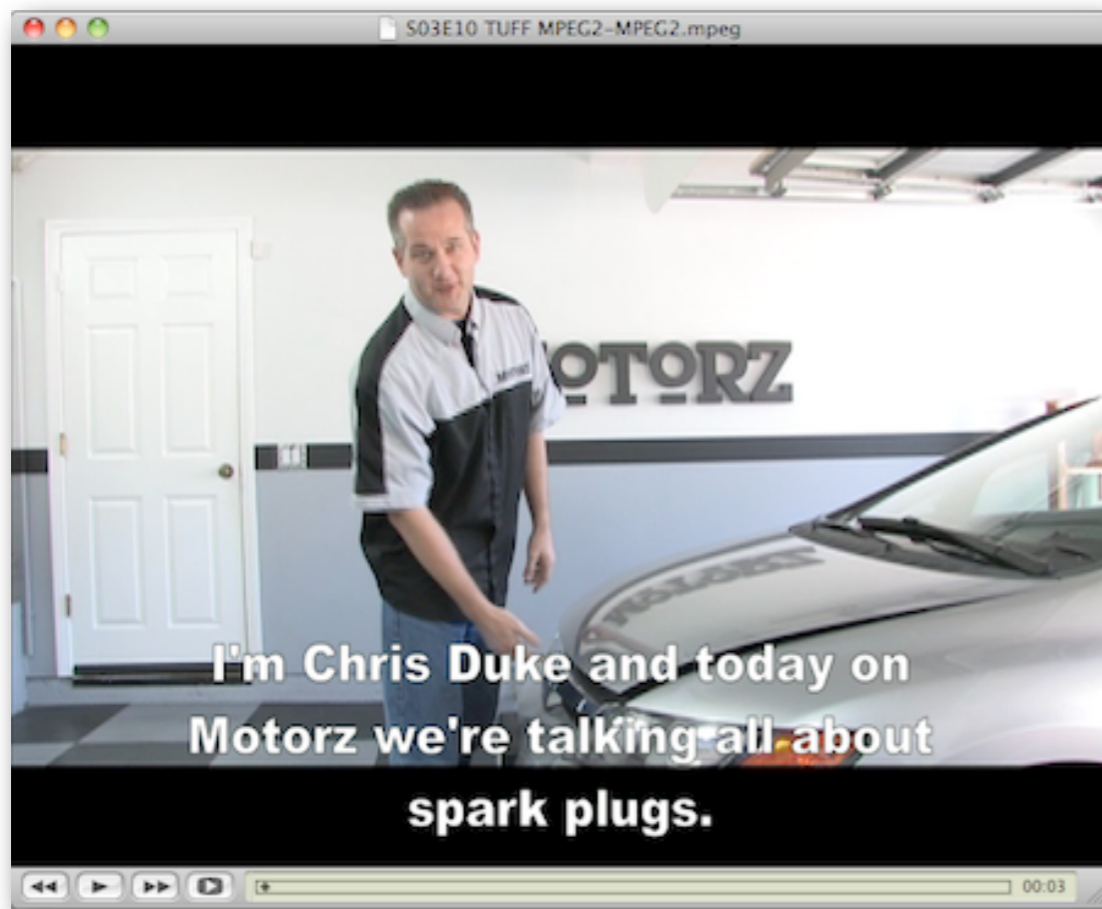 S03E10 TUFF MPEG2-MPEG2.mpeg
MOTORZ
I'm Chris Duke and today on
Motorz we're talking all about
spark plugs.
00:03